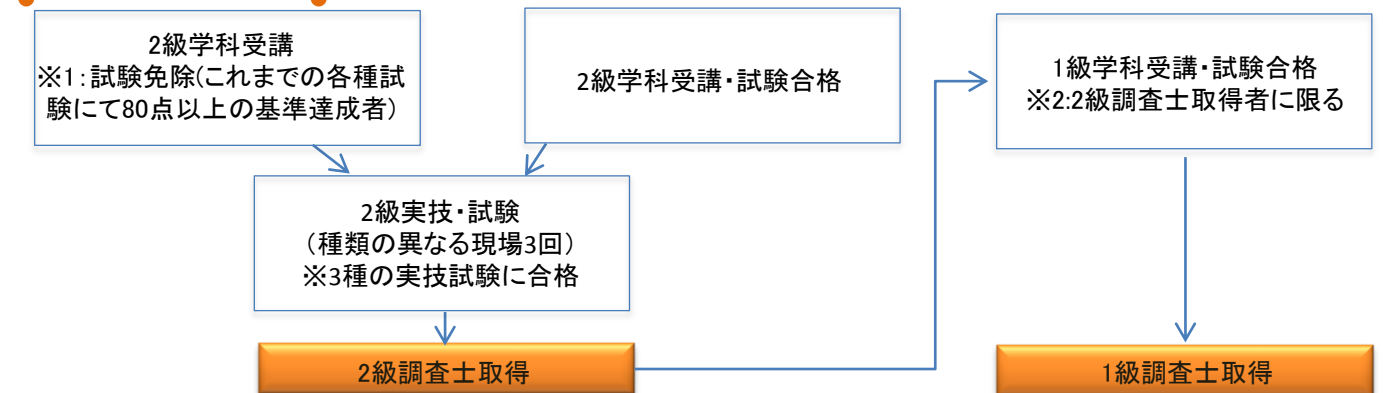 2級学科受講
※1:試験免除(これまでの各種試
験にて80点以上の基準達成者)
2級学科受講・試験合格
1級学科受講・試験合格
※2:2級調査士取得者に限る
2級実技・試験
(種類の異なる現場3回)
※3種の実技試験に合格
2級調査士取得
1級調査士取得